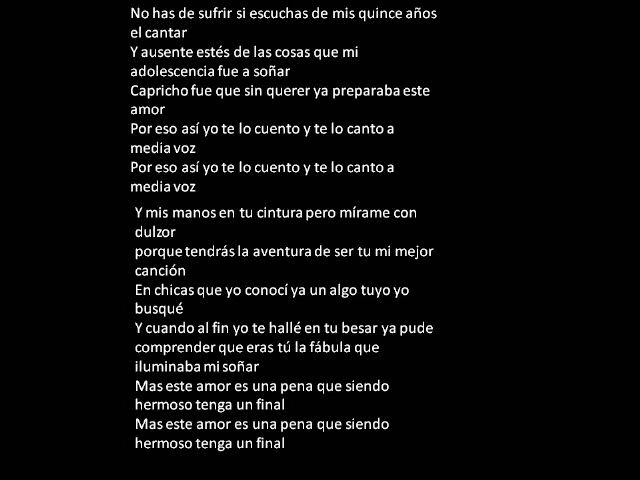 No has de sufrir si escuchas de mis quince años
el cantar
Y ausente estés de las cosas que mi
adolescencia fue a soñar
Capricho fue que sin querer ya preparaba este
amor
Por eso así yo te lo cuento y te lo canto a
media voz
Por eso así yo te lo cuento y te lo canto a
media voz
Y mis manos en tu cintura pero mírame con
dulzor
porque tendrás la aventura de ser tu mi mejor
canción
En chicas que yo conocí ya un algo tuyo yo
busqué
Y cuando al fin yo te hallé en tu besar ya pude
comprender que eras tú la fábula que
iluminaba mi soñar
Mas este amor es una pena que siendo
hermoso tenga un final
Mas este amor es una pena que siendo
hermoso tenga un final